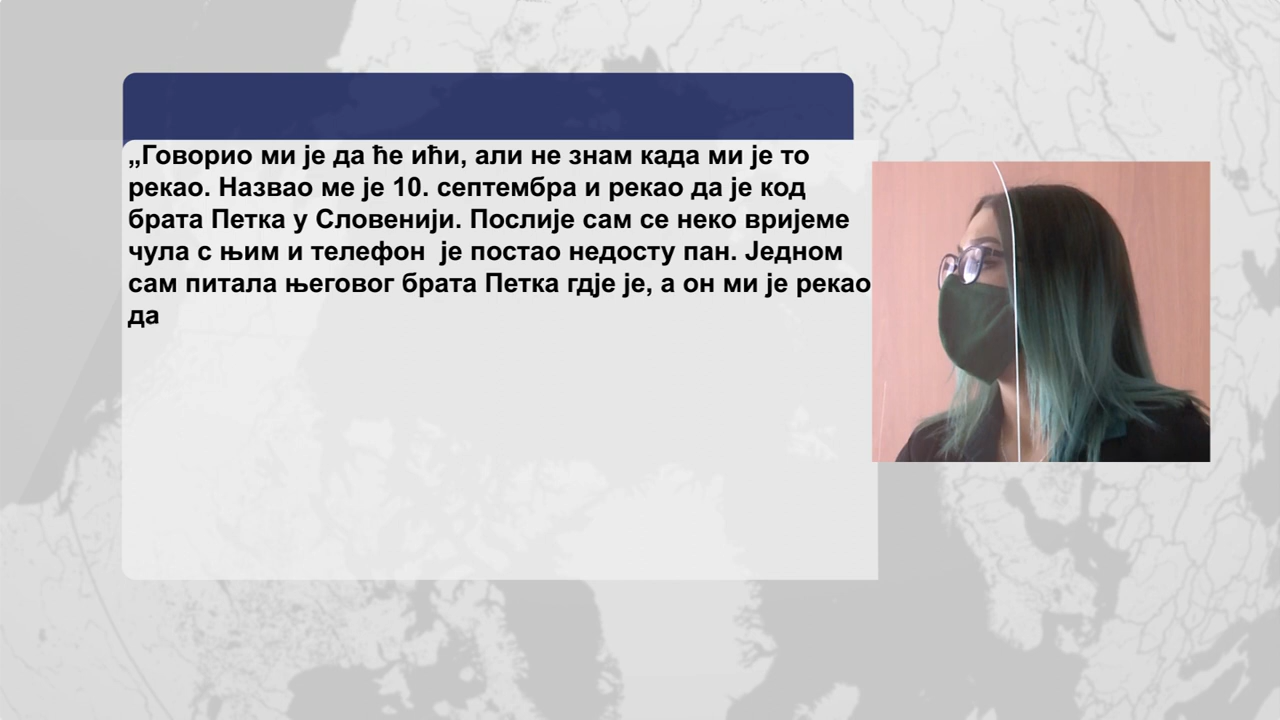 „Говорио ми је да ће ићи, али не знам када ми је то
рекао. Назвао ме је 10. септембра и рекао да је код
брата Петка у Словенији. Послије сам се неко вријеме
чула с њим и телефон  је постао недосту пан. Једном
сам питала његовог брата Петка гдје је, а он ми је рекао
да